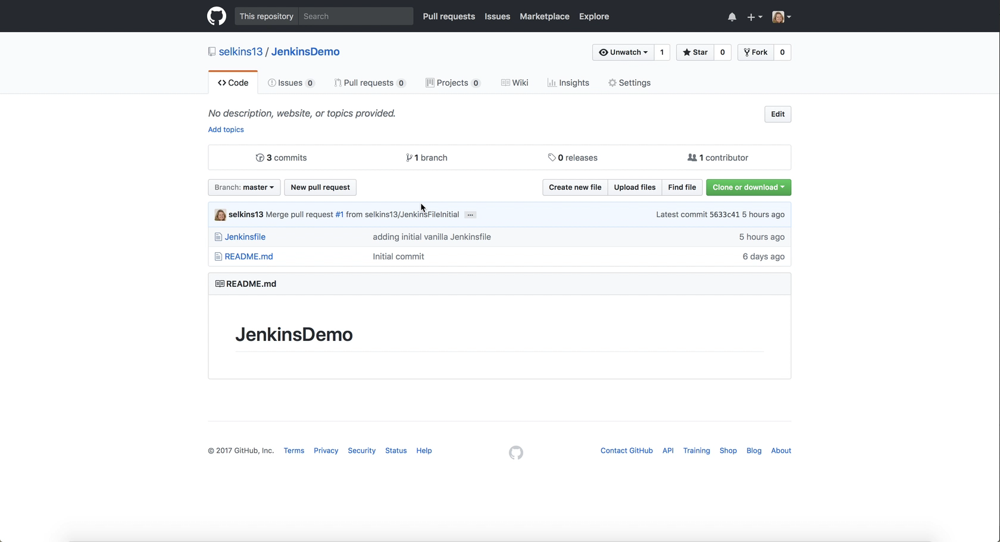 This repository Search Pull requests Issues Marketplace Explore
selkins13 / JenkinsDemo Unwatch 1 Star 0 Fork 0
Code Issues 0 Pull requests 0 Projects 0 Wiki Insights Settings
No description, website, or topics provided. Edit
Add topics
3 commits 1 branch 0 releases 1 contributor
Branch: master New pull request Create new file Upload files Find file Clone or download
selkins13 Merge pull request #1 from selkins13/JenkinsFileInitial ... Latest commit 5633c41 5 hours ago
Jenkinsfile adding initial vanilla Jenkinsfile 5 hours ago
README.md Initial commit 6 days ago
README.md
JenkinsDemo
© 2017 GitHub, Inc. Terms Privacy Security Status Help Contact GitHub API Training Shop Blog About